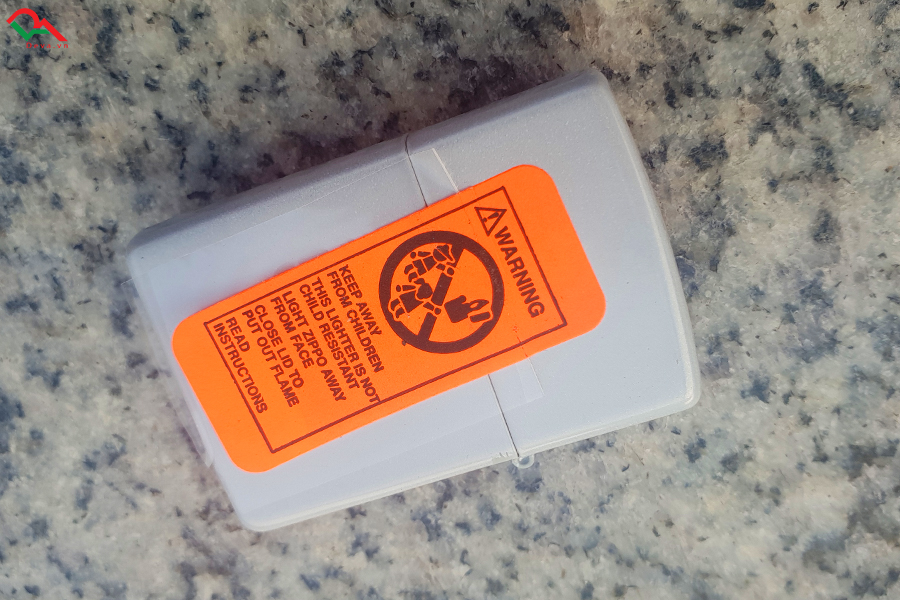 WARNING
KEEP AWAY
FROM CHILDREN
THIS LIGHTER IS NOT
CHILD RESISTANT
LIGHT ZIPPO AWAY
FROM FACE
CLOSE LID TO
PUT OUT FLAME
READ
INSTRUCTIONS